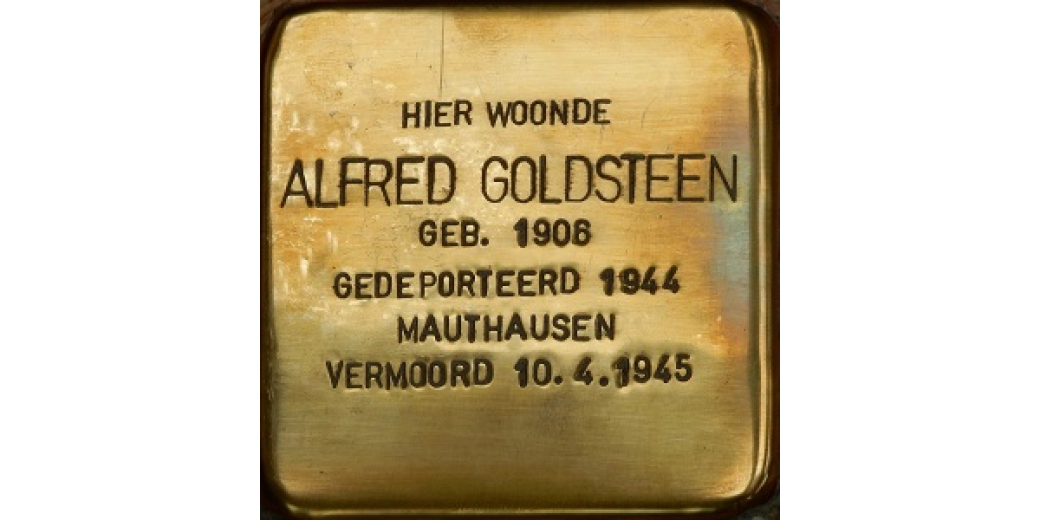 HIER WOONDE
ALFRED GOLDSTEEN
GEB. 1906
GEDEPORTEERD 1944
MAUTHAUSEN
VERMOORD 10.4.1945